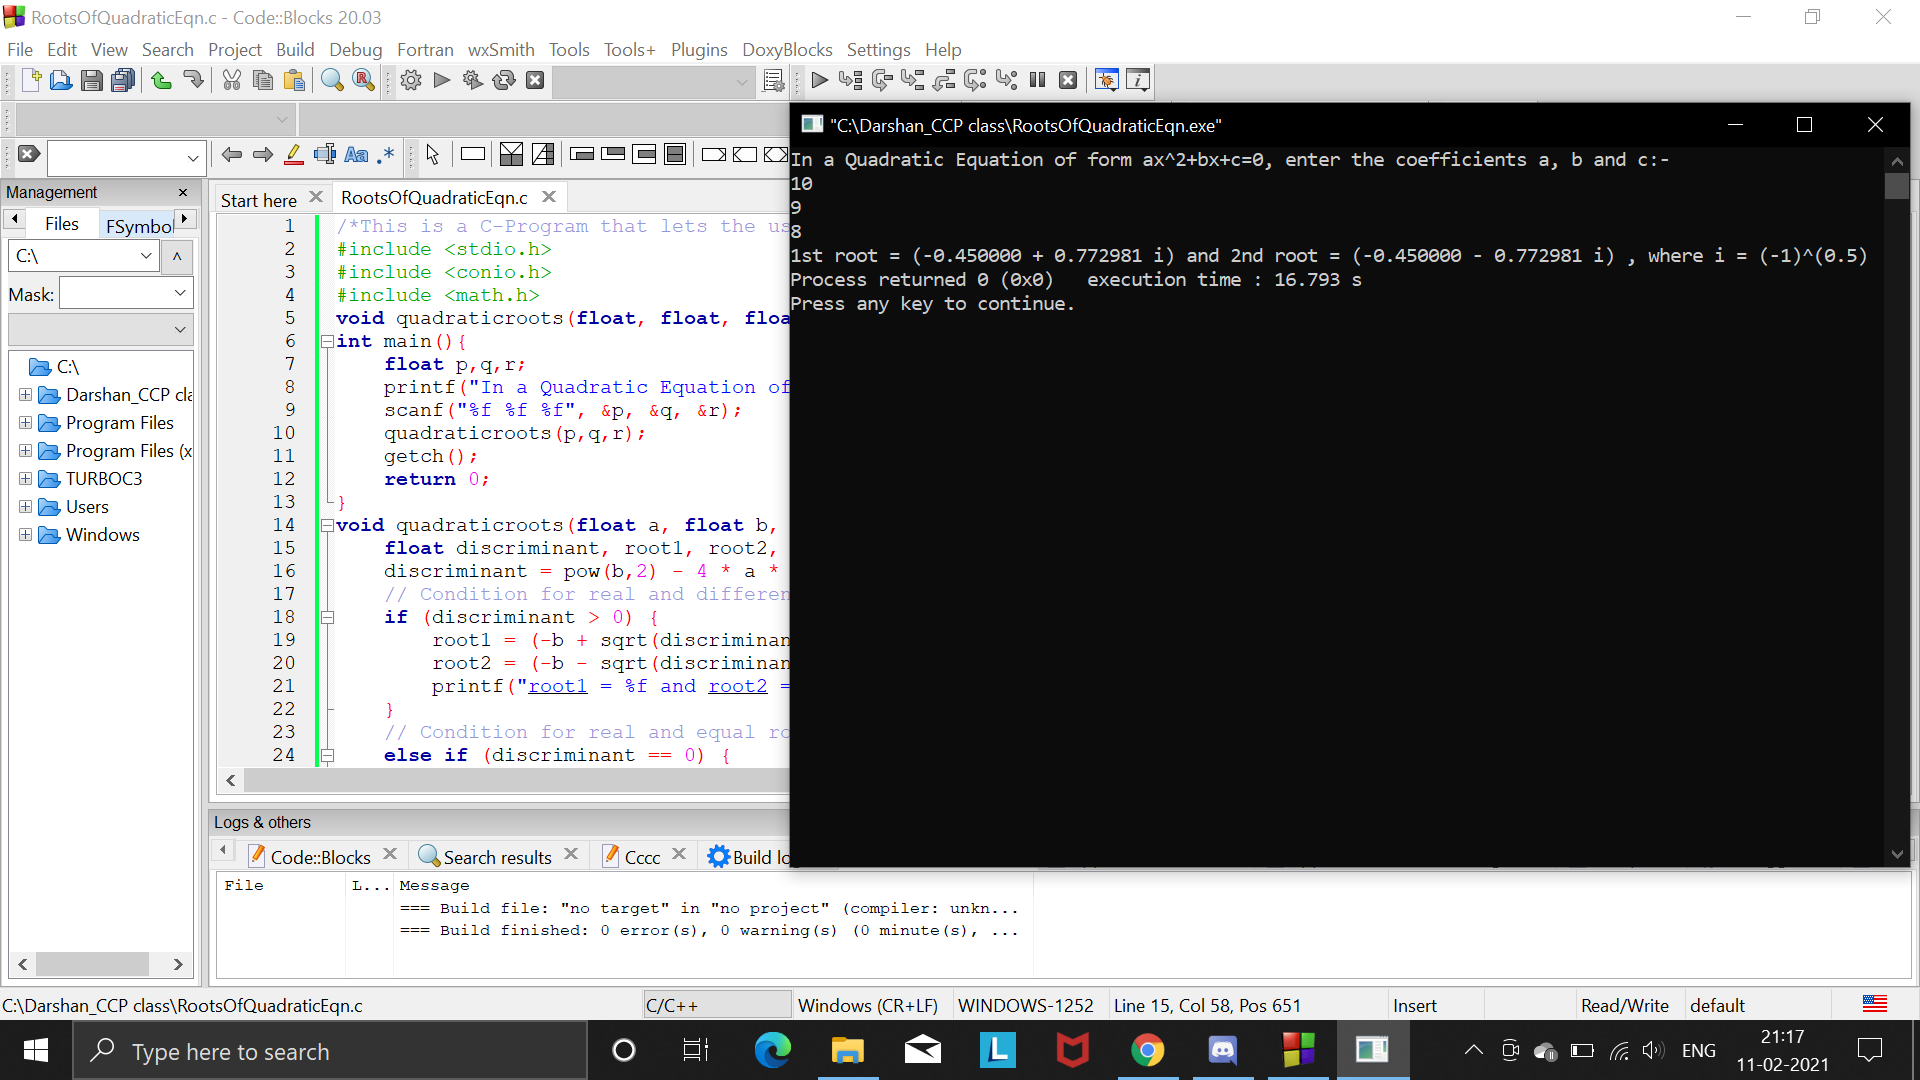 RootsOfQuadraticEqn.c - Code::Blocks 20.03
File Edit View Search Project Build Debug Fortran wxSmith Tools Tools+ Plugins DoxyBlocks Settings Help
Management
Files FSymbo
C:\
Mask:
C:\
Darshan_CCP cla
Program Files
Program Files (x
TURBOC3
Users
Windows
Start here RootsOfQuadraticEqn.c
1 /*This is a C-Program that lets the us
2 #include <stdio.h>
3 #include <conio.h>
4 #include <math.h>
5 void quadraticroots(float, float, floa
6 int main(){
7 float p,q,r;
8 printf("In a Quadratic Equation of
9 scanf("%f %f %f", &p, &q, &r);
10 quadraticroots(p,q,r);
11 getch();
12 return 0;
13 }
14 void quadraticroots(float a, float b,
15 float discriminant, root1, root2,
16 discriminant = pow(b,2) - 4 * a *
17 // Condition for real and differen
18 if (discriminant > 0) {
19 root1 = (-b + sqrt(discriminan
20 root2 = (-b - sqrt(discriminan
21 printf("root1 = %f and root2 =
22 }
23 // Condition for real and equal ro
24 else if (discriminant == 0) {
"C:\Darshan_CCP class\RootsOfQuadraticEqn.exe"
In a Quadratic Equation of form ax^2+bx+c=0, enter the coefficients a, b and c:-
10
9
8
1st root = (-0.450000 + 0.772981 i) and 2nd root = (-0.450000 - 0.772981 i) , where i = (-1)^(0.5)
Process returned 0 (0x0)   execution time : 16.793 s
Press any key to continue.
Logs & others
Code::Blocks Search results Cccc Build lo
File L... Message
=== Build file: "no target" in "no project" (compiler: unkn...
=== Build finished: 0 error(s), 0 warning(s) (0 minute(s), ...
C:\Darshan_CCP class\RootsOfQuadraticEqn.c C/C++ Windows (CR+LF) WINDOWS-1252 Line 15, Col 58, Pos 651 Insert Read/Write default
Type here to search
ENG
21:17
11-02-2021